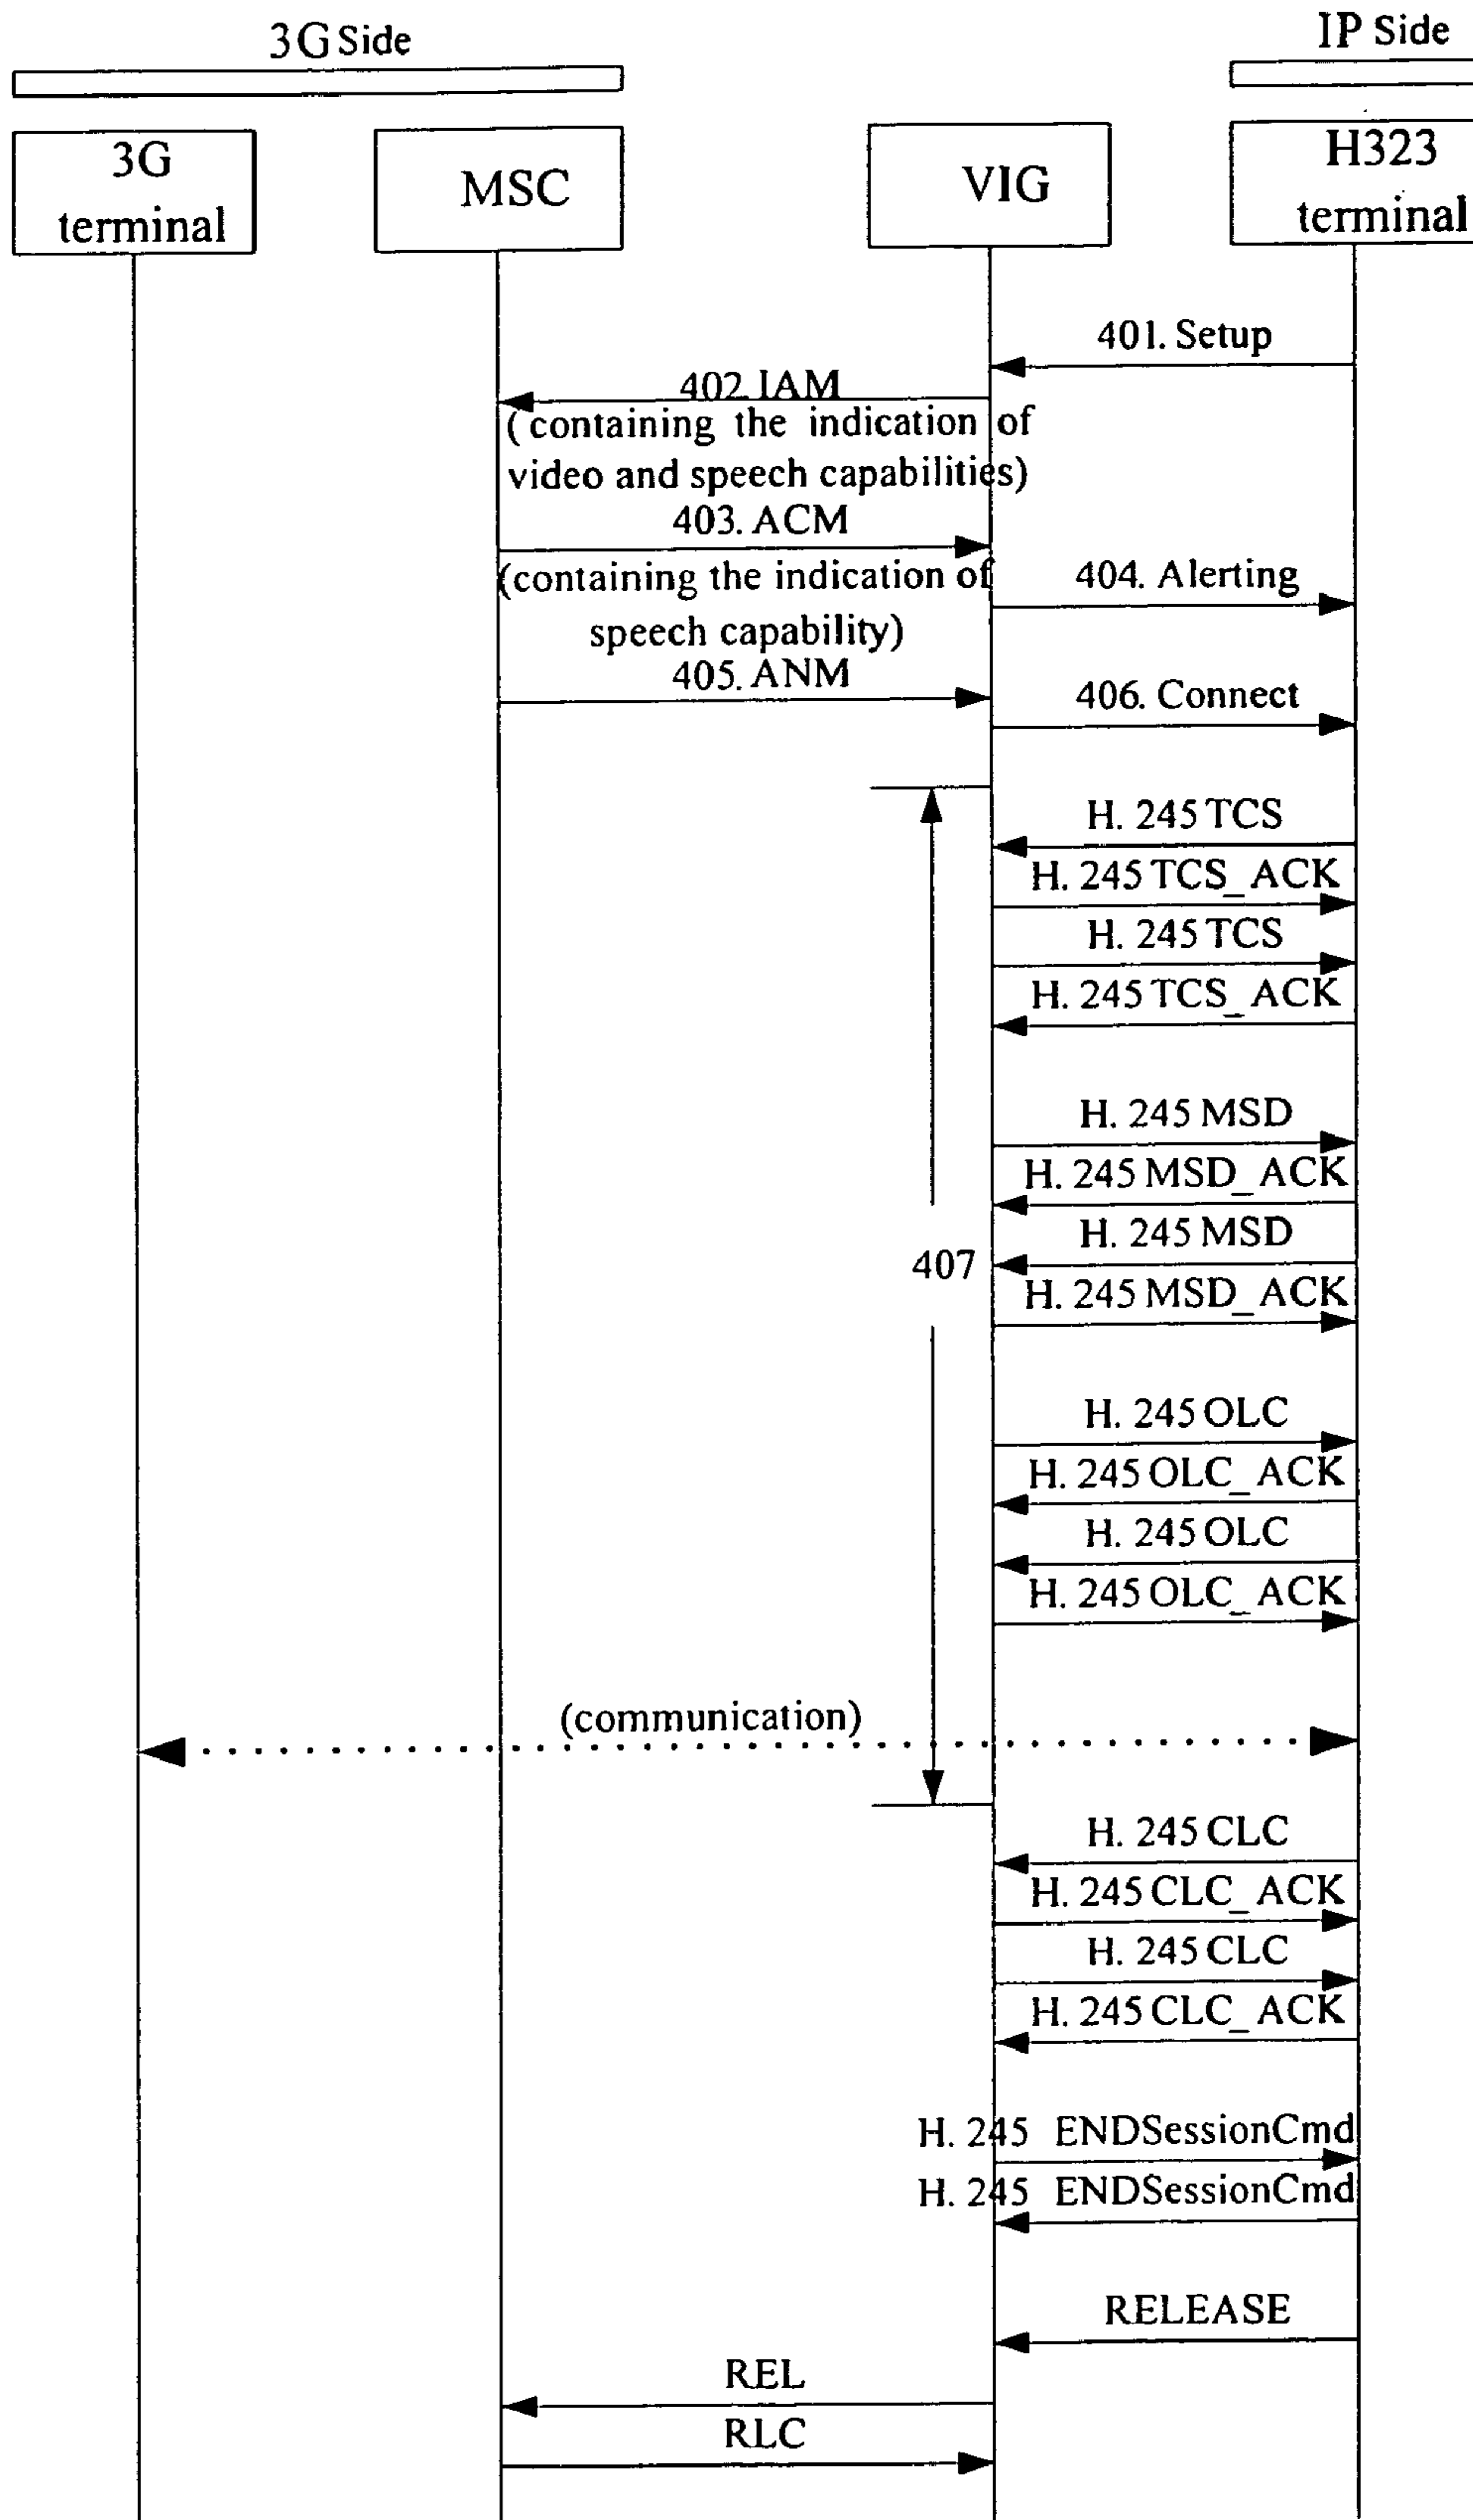 3G Side
IP Side
3G
terminal
MSC
VIG
H323
terminal
401. Setup
402. IAM
(containing the indication of
video and speech capabilities)
403. ACM
(containing the indication of
speech capability)
404. Alerting
405. ANM
406. Connect
H. 245 TCS
H. 245 TCS_ACK
H. 245 TCS
H. 245 TCS_ACK
H. 245 MSD
H. 245 MSD_ACK
H. 245 MSD
407
H. 245 MSD_ACK
H. 245 OLC
H. 245 OLC_ACK
H. 245 OLC
H. 245 OLC_ACK
(communication)
H. 245 CLC
H. 245 CLC_ACK
H. 245 CLC
H. 245 CLC_ACK
H. 245 ENDSessionCmd
H. 245 ENDSessionCmd
RELEASE
REL
RLC